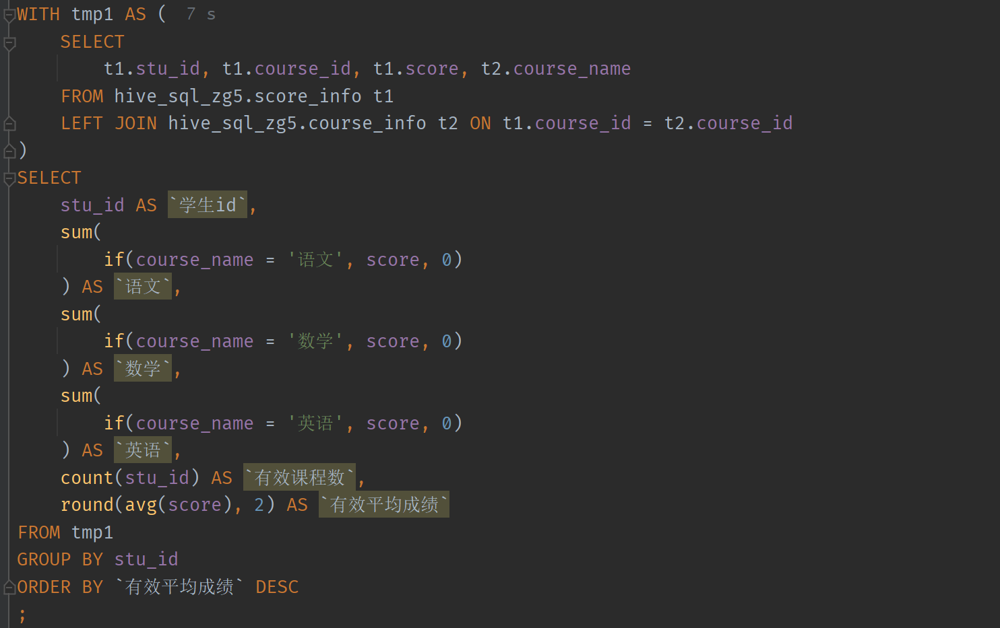 WITH tmp1 AS ( 7 s
SELECT
t1.stu_id, t1.course_id, t1.score, t2.course_name
FROM hive_sql_zg5.score_info t1
LEFT JOIN hive_sql_zg5.course_info t2 ON t1.course_id = t2.course_id
)
SELECT
stu_id AS `学生id`,
sum(
if(course_name = '语文', score, 0)
) AS `语文`,
sum(
if(course_name = '数学', score, 0)
) AS `数学`,
sum(
if(course_name = '英语', score, 0)
) AS `英语`,
count(stu_id) AS `有效课程数`,
round(avg(score), 2) AS `有效平均成绩`
FROM tmp1
GROUP BY stu_id
ORDER BY `有效平均成绩` DESC
;